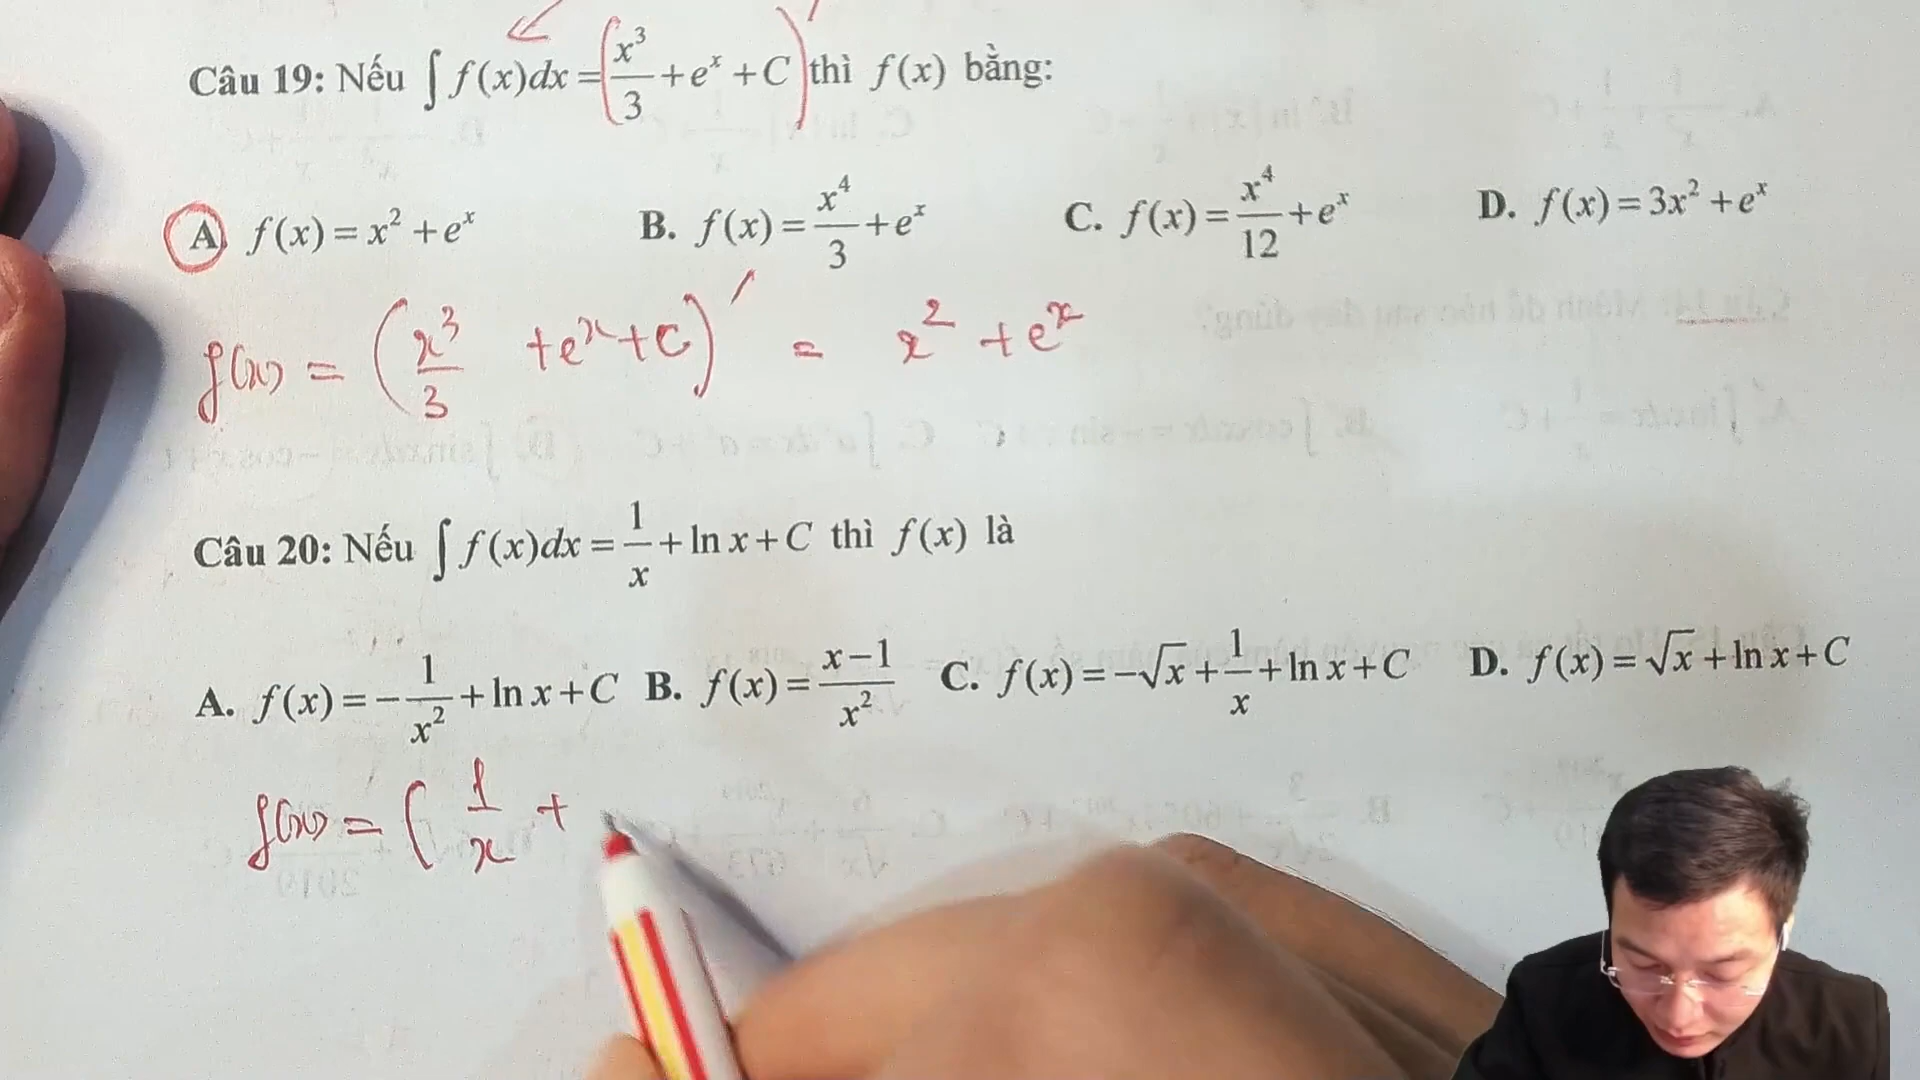 Câu 19: Nếu ∫ f(x)dx = (x³/3 + eˣ + C)' thì f(x) bằng:
A. f(x) = x² + eˣ B. f(x) = x⁴/3 + eˣ C. f(x) = x⁴/12 + eˣ D. f(x) = 3x² + eˣ
f(x) = (x³/3 + eˣ + C)' = x² + eˣ
Câu 20: Nếu ∫ f(x)dx = 1/x + ln x + C thì f(x) là
A. f(x) = -1/x² + ln x + C B. f(x) = (x-1)/x² C. f(x) = -√x + 1/x + ln x + C D. f(x) = √x + ln x + C
f(x) = (1/x +